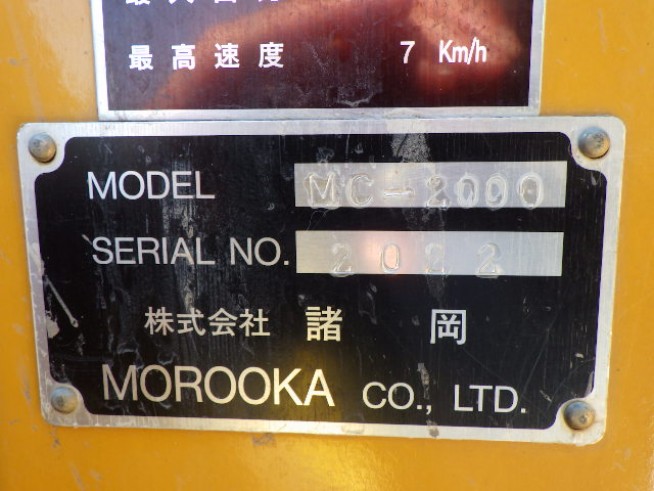 最高速度 7 Km/h
MODEL MC-2000
SERIAL NO. 2022
株式会社 諸岡
MOROOKA CO., LTD.